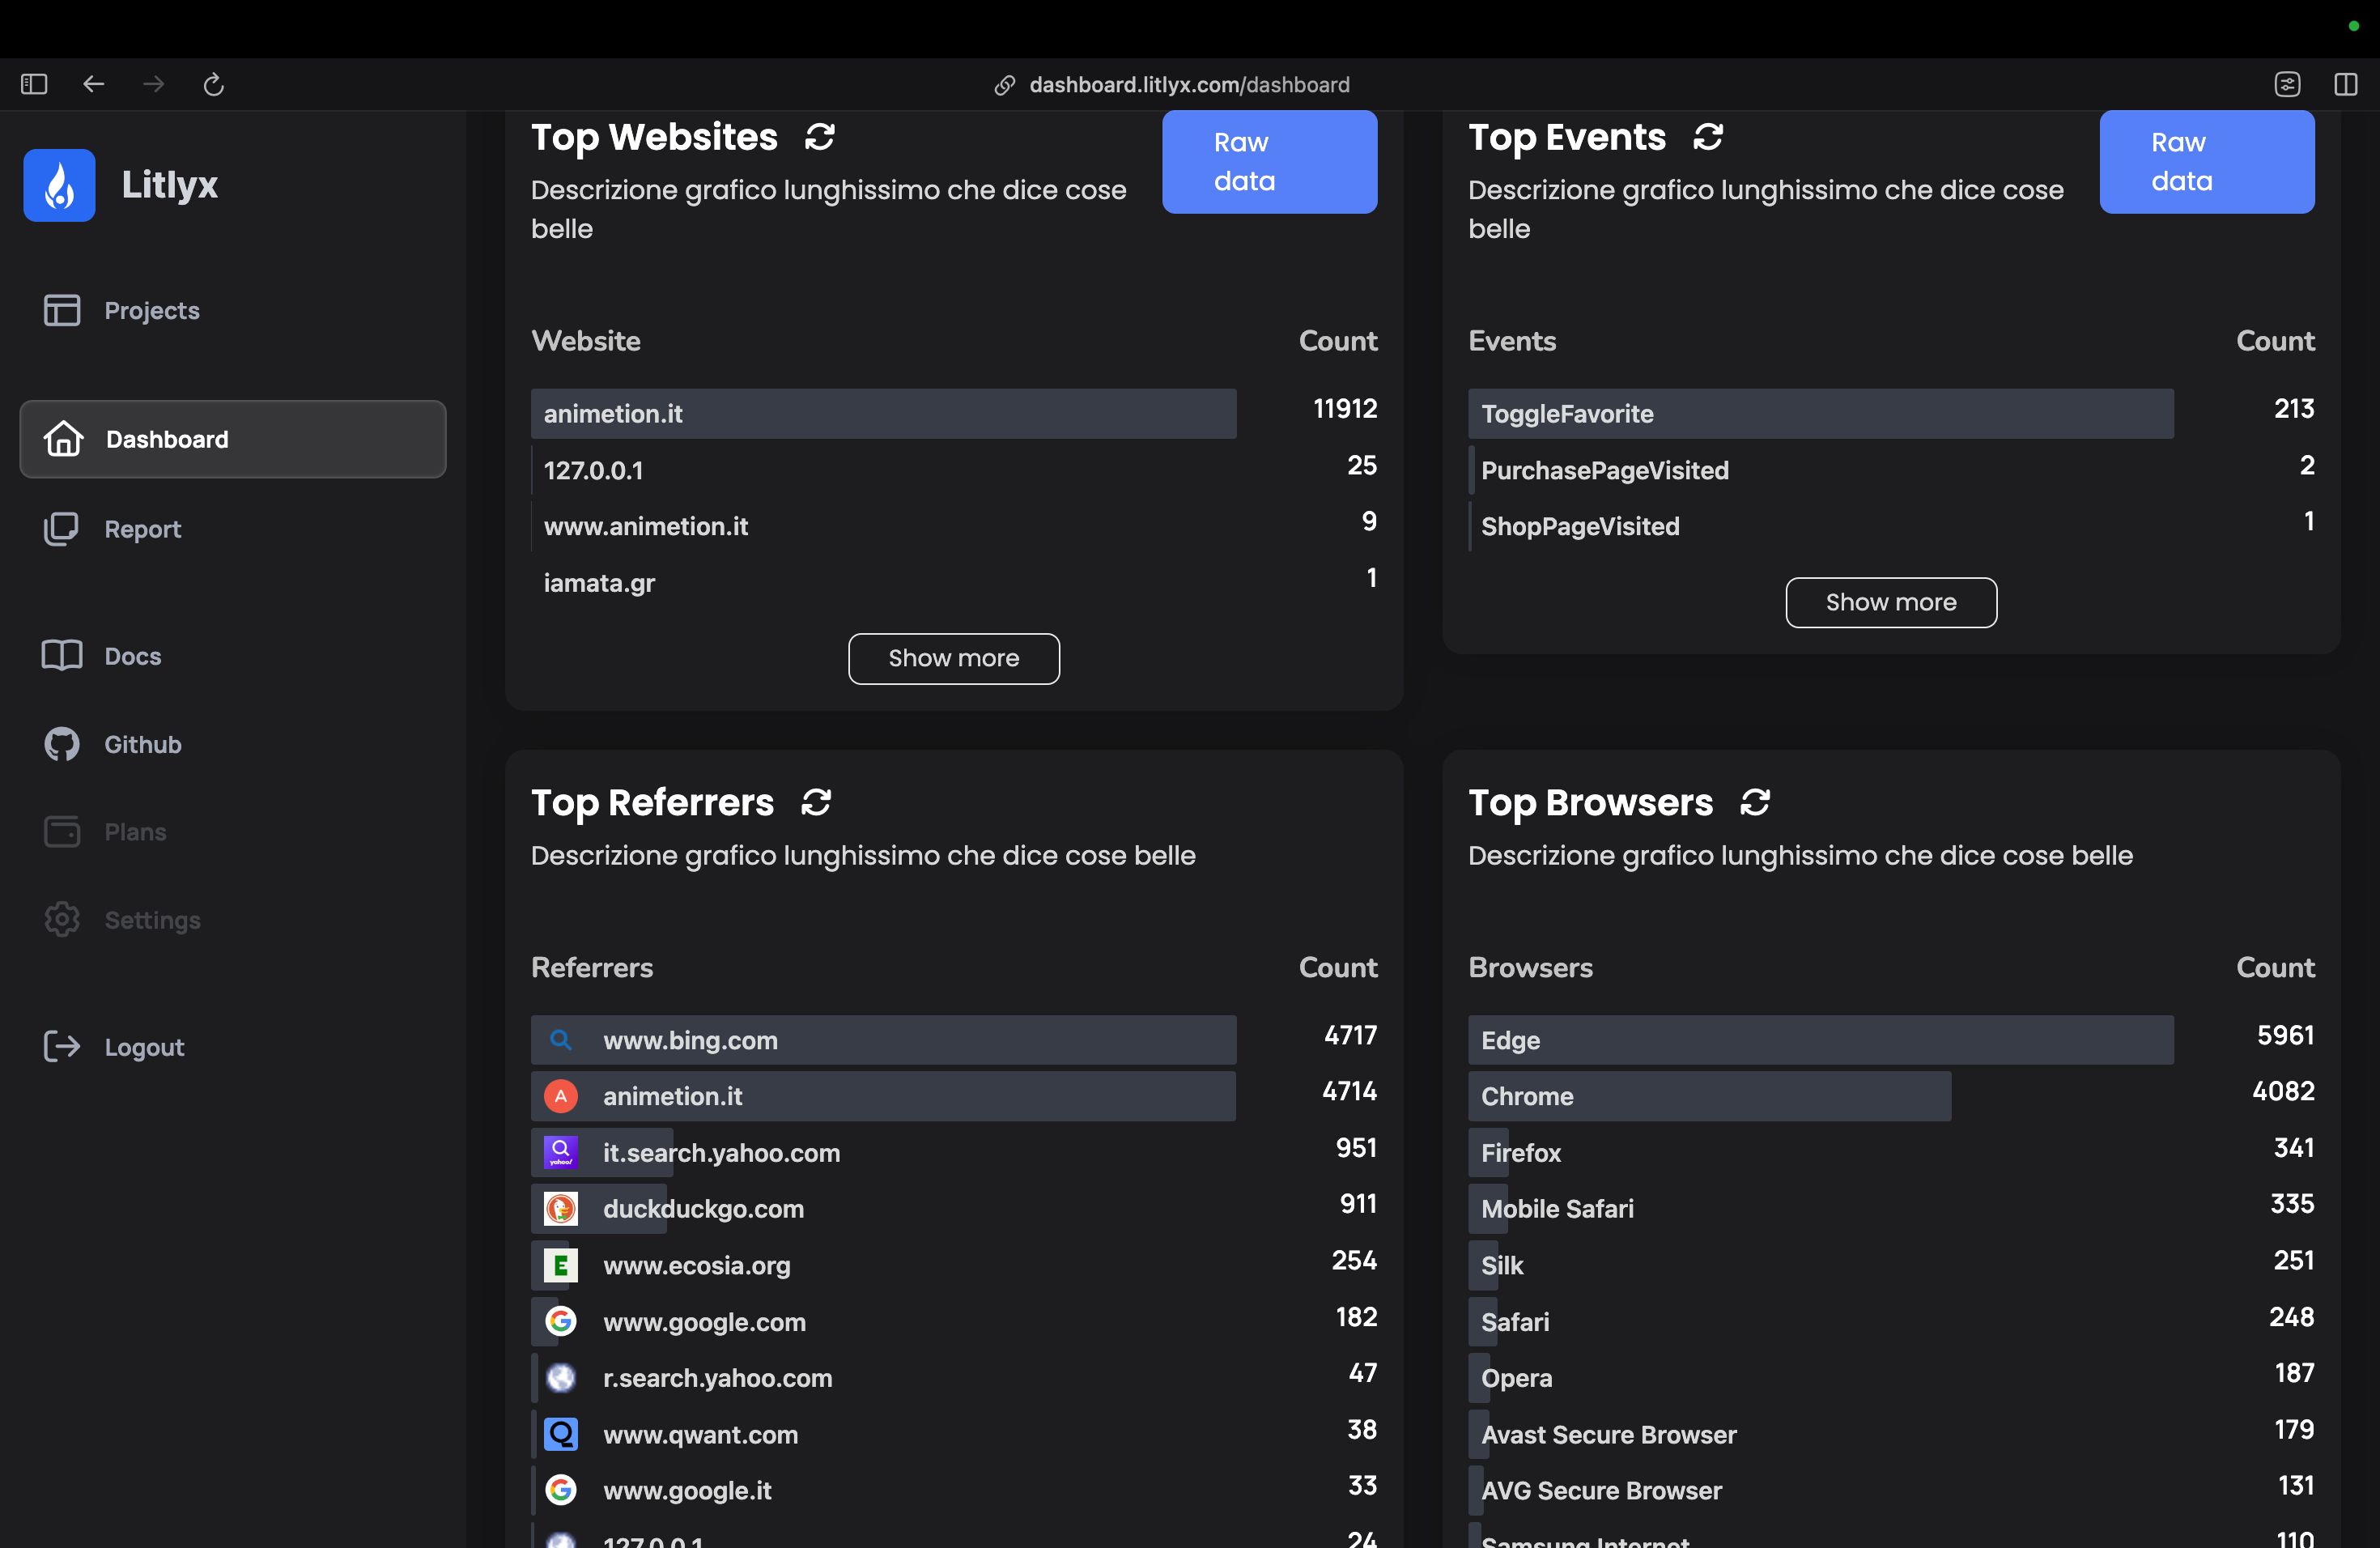 dashboard.litlyx.com/dashboard
Litlyx
Projects
Dashboard
Report
Docs
Github
Plans
Settings
Logout
Top Websites
Descrizione grafico lunghissimo che dice cose
belle
Raw
data
Website Count
animetion.it 11912
127.0.0.1 25
www.animetion.it 9
iamata.gr 1
Show more
Top Events
Descrizione grafico lunghissimo che dice cose
belle
Raw
data
Events Count
ToggleFavorite 213
PurchasePageVisited 2
ShopPageVisited 1
Show more
Top Referrers
Descrizione grafico lunghissimo che dice cose belle
Referrers Count
www.bing.com 4717
A animetion.it 4714
yahoo! it.search.yahoo.com 951
duckduckgo.com 911
E www.ecosia.org 254
G www.google.com 182
r.search.yahoo.com 47
Q www.qwant.com 38
G www.google.it 33
127.0.0.1 24
Top Browsers
Descrizione grafico lunghissimo che dice cose belle
Browsers Count
Edge 5961
Chrome 4082
Firefox 341
Mobile Safari 335
Silk 251
Safari 248
Opera 187
Avast Secure Browser 179
AVG Secure Browser 131
Samsung Internet 110